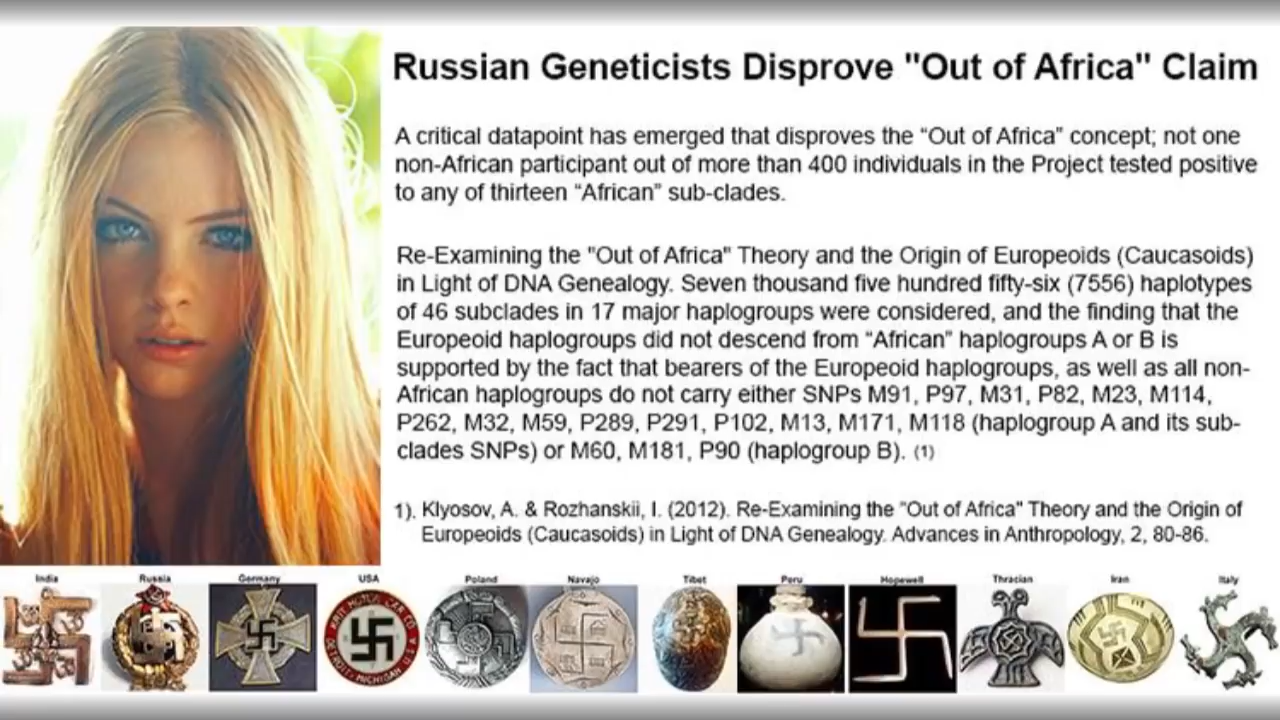 Russian Geneticists Disprove "Out of Africa" Claim
A critical datapoint has emerged that disproves the “Out of Africa” concept; not one
non-African participant out of more than 400 individuals in the Project tested positive
to any of thirteen “African” sub-clades.
Re-Examining the "Out of Africa" Theory and the Origin of Europeoids (Caucasoids)
in Light of DNA Genealogy. Seven thousand five hundred fifty-six (7556) haplotypes
of 46 subclades in 17 major haplogroups were considered, and the finding that the
Europeoid haplogroups did not descend from “African” haplogroups A or B is
supported by the fact that bearers of the Europeoid haplogroups, as well as all non-
African haplogroups do not carry either SNPs M91, P97, M31, P82, M23, M114,
P262, M32, M59, P289, P291, P102, M13, M171, M118 (haplogroup A and its sub-
clades SNPs) or M60, M181, P90 (haplogroup B). (1)
1). Klyosov, A. & Rozhanskii, I. (2012). Re-Examining the "Out of Africa" Theory and the Origin of
Europeoids (Caucasoids) in Light of DNA Genealogy. Advances in Anthropology, 2, 80-86.
India Russia Germany USA Poland Navajo Tibet Peru Hopewell Thracian Iran Italy
KRIT MOTOR CAR CO
DETROIT - MICHIGAN U.S.A